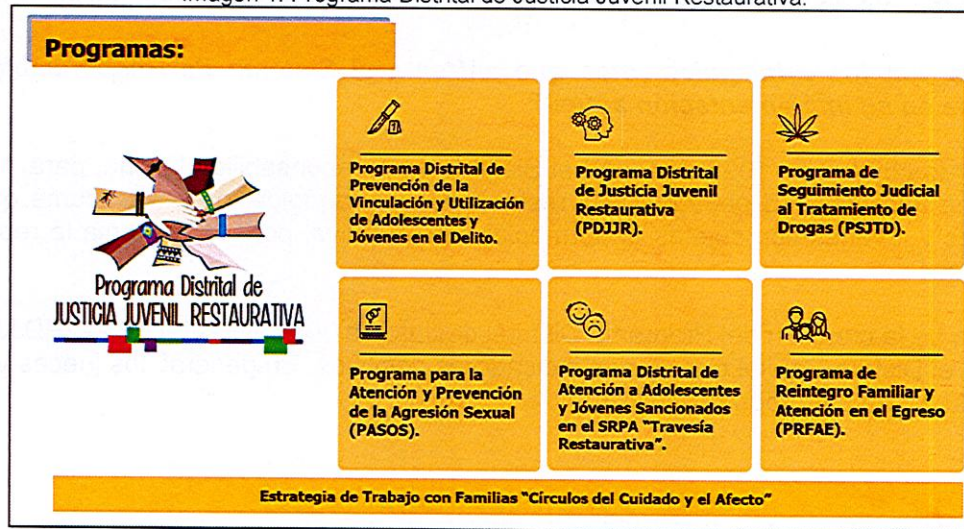 Programas:
Programa Distrital de
JUSTICIA JUVENIL RESTAURATIVA
Programa Distrital de
Prevención de la
Vinculación y Utilización
de Adolescentes y
Jóvenes en el Delito.
Programa Distrital
de Justicia Juvenil
Restaurativa
(PDJJR).
Programa de
Seguimiento Judicial
al Tratamiento de
Drogas (PSJTD).
Programa para la
Atención y Prevención
de la Agresión Sexual
(PASOS).
Programa Distrital de
Atención a Adolescentes
y Jóvenes Sancionados
en el SRPA "Travesía
Restaurativa".
Programa de
Reintegro Familiar y
Atención en el Egreso
(PRFAE).
Estrategia de Trabajo con Familias "Círculos del Cuidado y el Afecto"